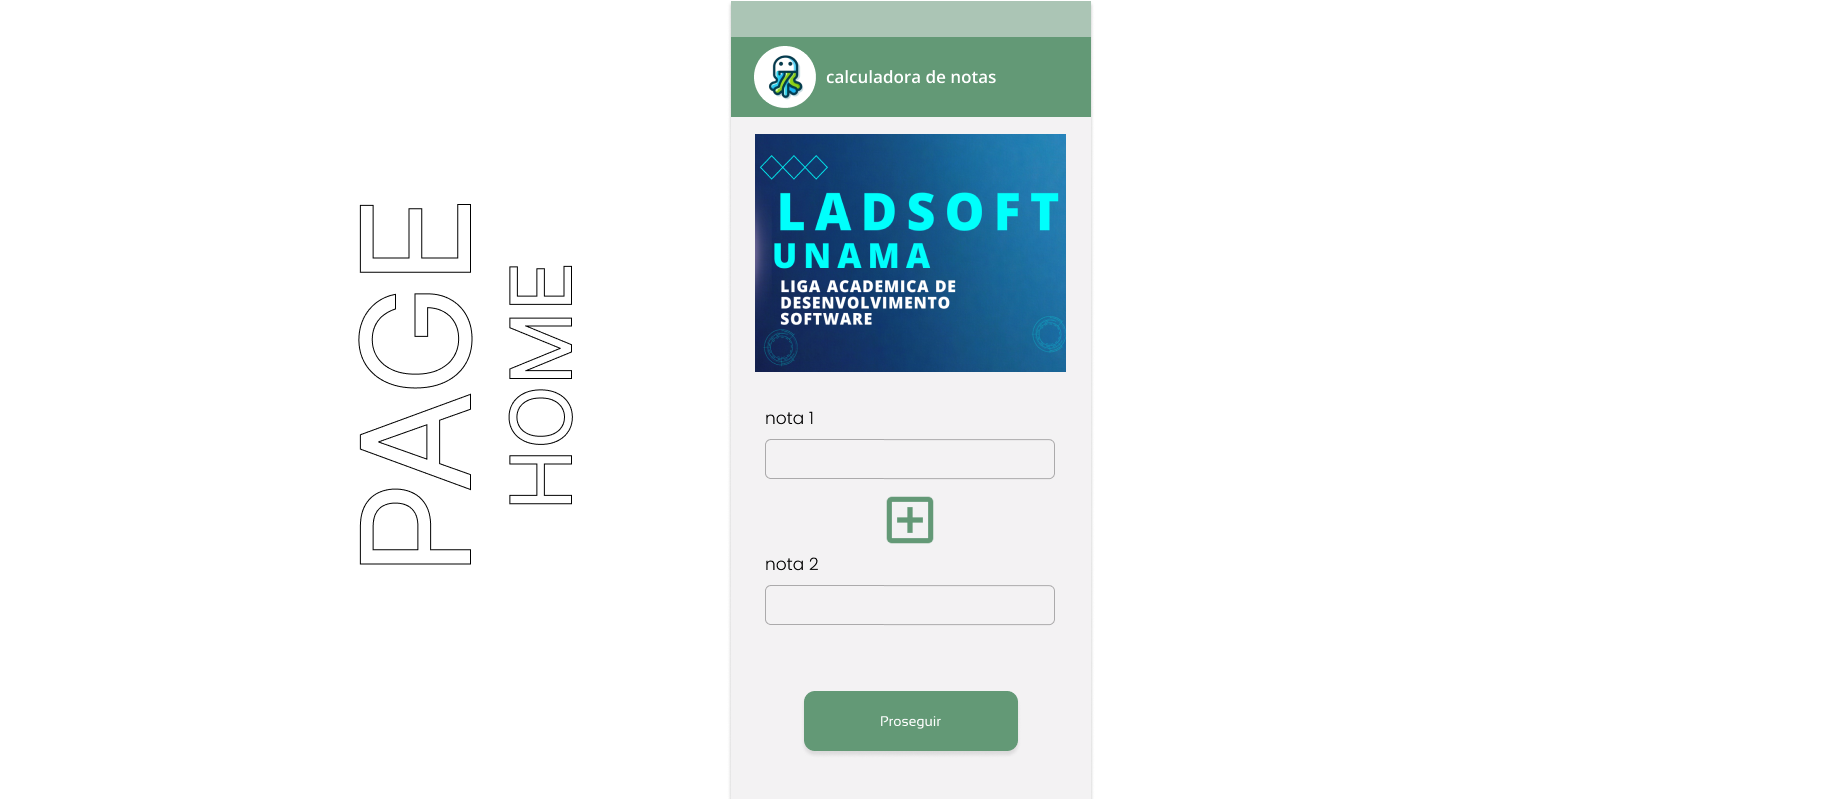 PAGE
HOME
calculadora de notas
LADSOFT
UNAMA
LIGA ACADEMICA DE
DESENVOLVIMENTO
SOFTWARE
nota 1
nota 2
Proseguir